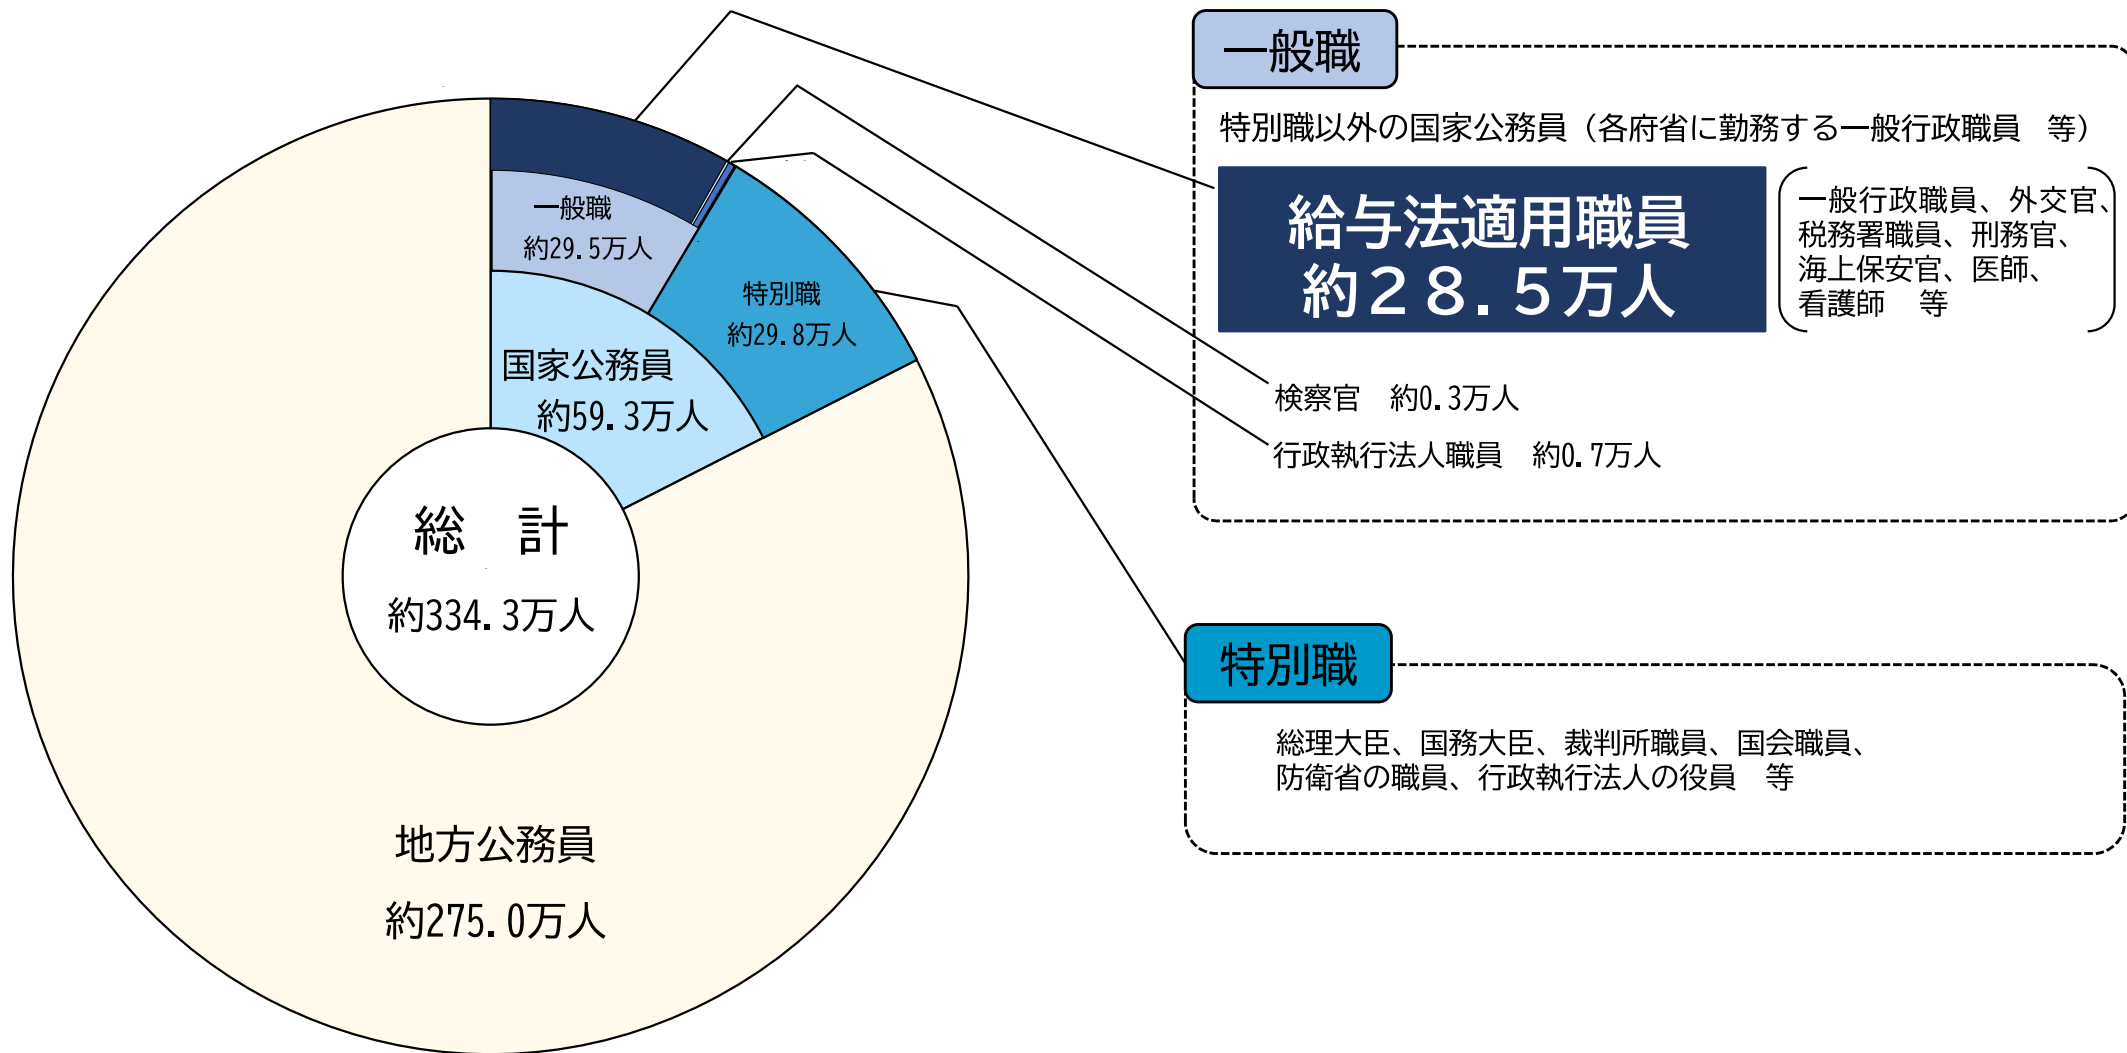 一般職
約29.5万人
特別職
約29.8万人
国家公務員
約59.3万人
総　計
約334.3万人
地方公務員
約275.0万人
一般職
特別職以外の国家公務員（各府省に勤務する一般行政職員　等）
給与法適用職員
約２８．５万人
一般行政職員、外交官、
税務署職員、刑務官、
海上保安官、医師、
看護師　等
検察官　約0.3万人
行政執行法人職員　約0.7万人
特別職
総理大臣、国務大臣、裁判所職員、国会職員、
防衛省の職員、行政執行法人の役員　等